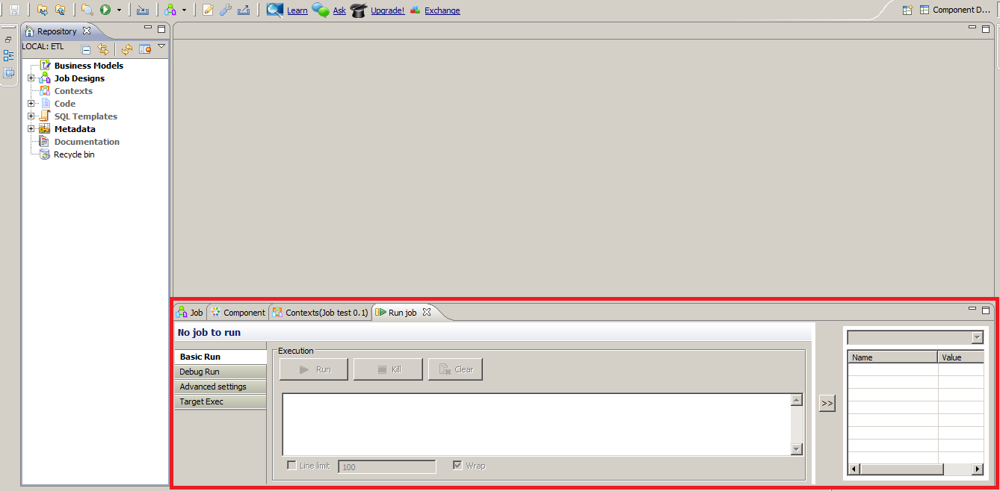 Learn Ask Upgrade! Exchange Component D...
Repository
LOCAL: ETL
Business Models
Job Designs
Contexts
Code
SQL Templates
Metadata
Documentation
Recycle bin
Job Component Contexts(Job test 0.1) Run job
No job to run
Basic Run
Debug Run
Advanced settings
Target Exec
Execution
Run Kill Clear
Line limit 100 Wrap
>>
Name Value